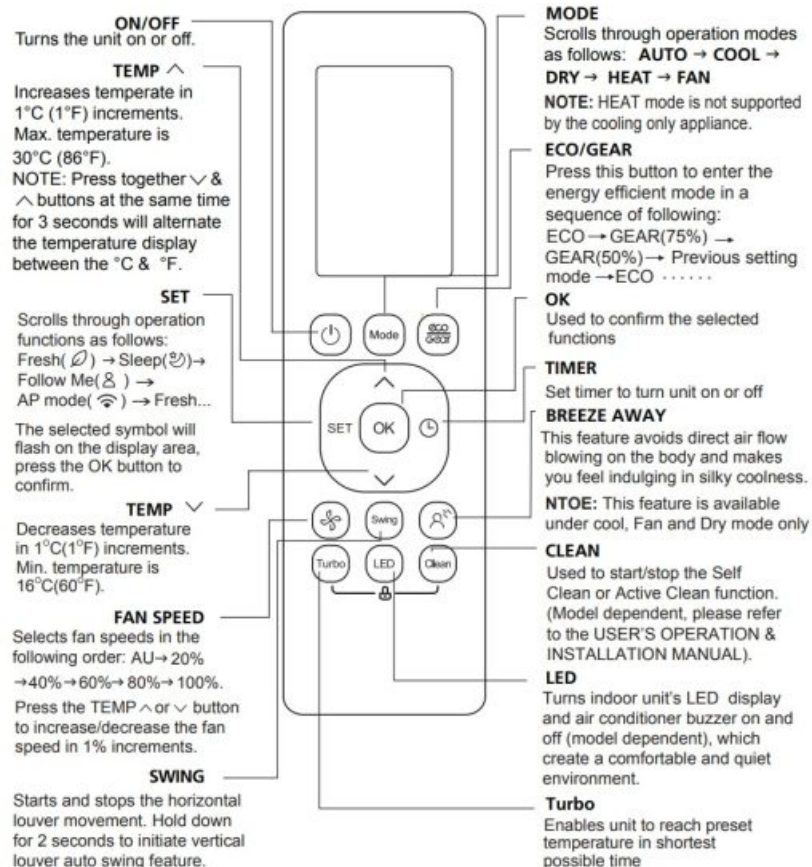 ON/OFF
Turns the unit on or off.
TEMP ︿
Increases temperate in
1°C (1°F) increments.
Max. temperature is
30°C (86°F).
NOTE: Press together ﹀ &
︿ buttons at the same time
for 3 seconds will alternate
the temperature display
between the °C & °F.
SET
Scrolls through operation
functions as follows:
Fresh( ) → Sleep( ) →
Follow Me( ) →
AP mode( ) → Fresh...
The selected symbol will
flash on the display area,
press the OK button to
confirm.
TEMP ﹀
Decreases temperature
in 1°C(1°F) increments.
Min. temperature is
16°C(60°F).
FAN SPEED
Selects fan speeds in the
following order: AU→ 20%
→40%→60%→ 80%→ 100%.
Press the TEMP ︿ or ﹀ button
to increase/decrease the fan
speed in 1% increments.
SWING
Starts and stops the horizontal
louver movement. Hold down
for 2 seconds to initiate vertical
louver auto swing feature.
Mode
eco
Gear
SET
OK
Swing
Turbo
LED
Clean
MODE
Scrolls through operation modes
as follows: AUTO → COOL →
DRY → HEAT → FAN
NOTE: HEAT mode is not supported
by the cooling only appliance.
ECO/GEAR
Press this button to enter the
energy efficient mode in a
sequence of following:
ECO → GEAR(75%) →
GEAR(50%) → Previous setting
mode →ECO ······
OK
Used to confirm the selected
functions
TIMER
Set timer to turn unit on or off
BREEZE AWAY
This feature avoids direct air flow
blowing on the body and makes
you feel indulging in silky coolness.
NTOE: This feature is available
under cool, Fan and Dry mode only
CLEAN
Used to start/stop the Self
Clean or Active Clean function.
(Model dependent, please refer
to the USER'S OPERATION &
INSTALLATION MANUAL).
LED
Turns indoor unit's LED display
and air conditioner buzzer on and
off (model dependent), which
create a comfortable and quiet
environment.
Turbo
Enables unit to reach preset
temperature in shortest
possible time